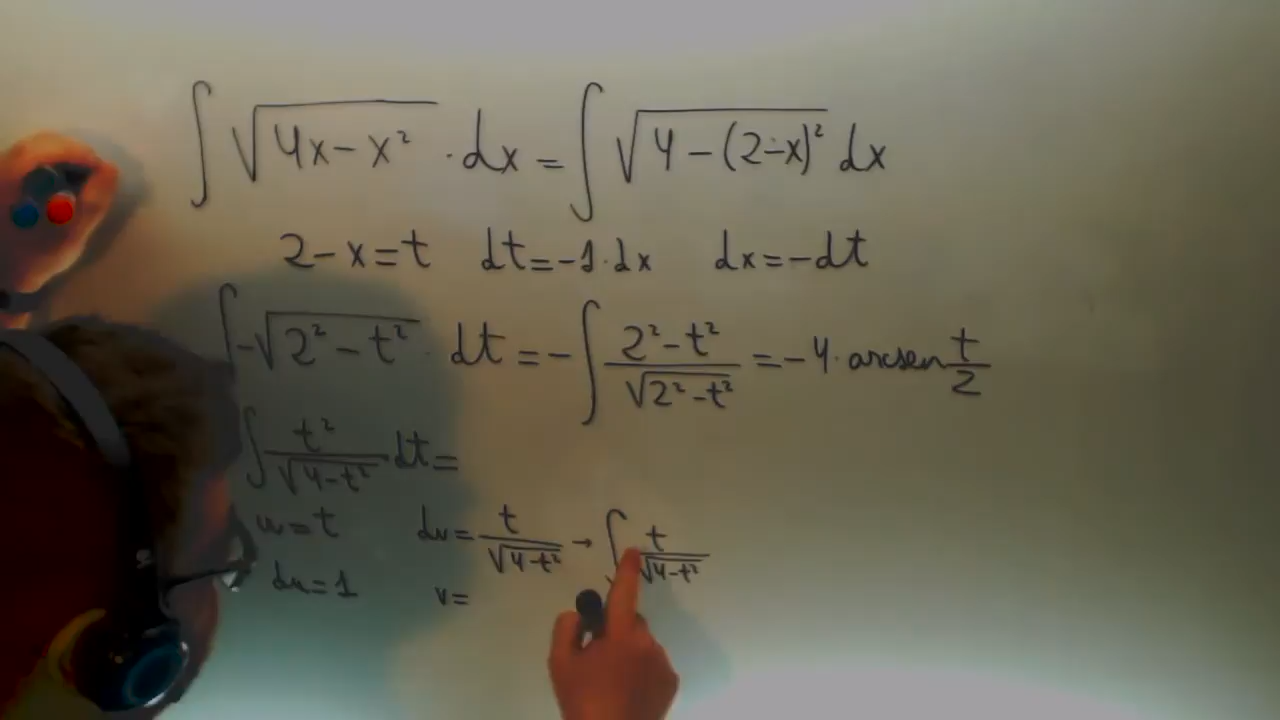 ∫ √(4x-x²) · dx = ∫ √(4-(2-x)²) dx
2-x=t dt=-1·dx dx=-dt
∫ -√(2²-t²) · dt = - ∫ (2²-t²)/√(2²-t²) = -4 · arcsen t/2
∫ t²/√(4-t²) dt =
u=t dv= t/√(4-t²) → ∫ t/√(4-t²)
du=1 v=